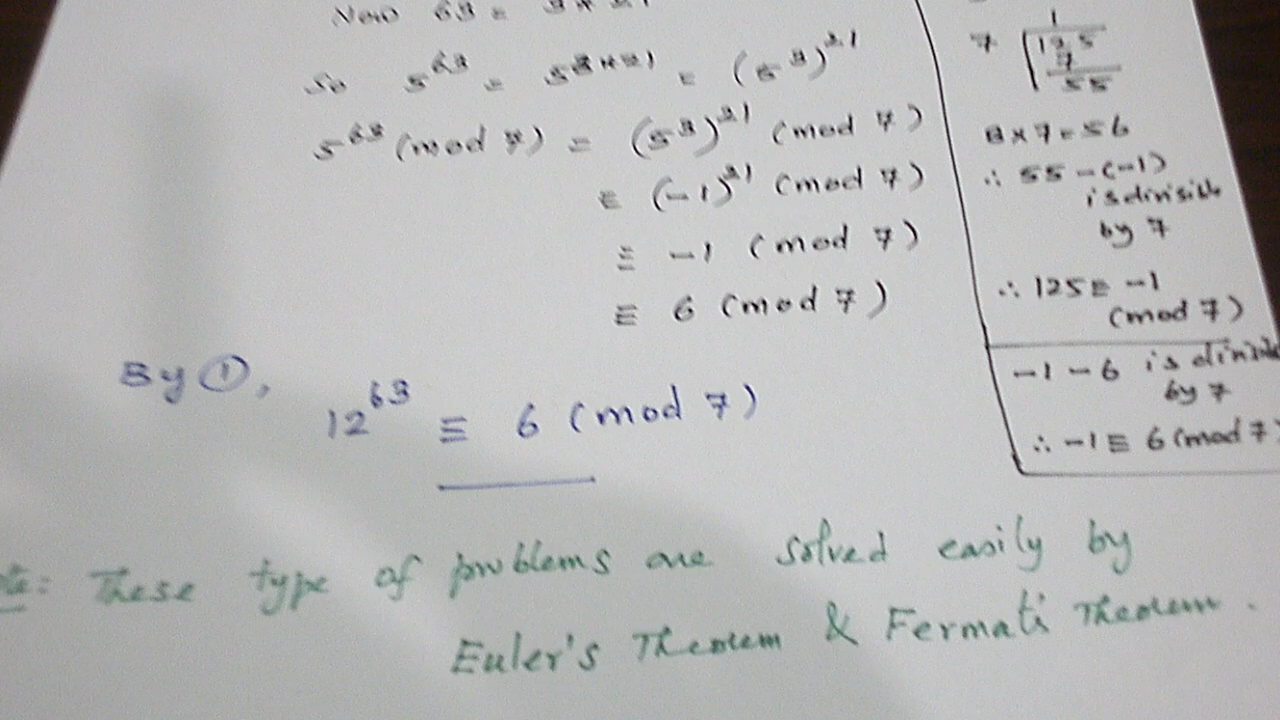 Now 63 = 3 × 21
So 5^63 = 5^3×21 = (5^3)^21
5^63 (mod 7) = (5^3)^21 (mod 7)
≡ (-1)^21 (mod 7)
≡ -1 (mod 7)
≡ 6 (mod 7)
By ①,
12^63 ≡ 6 (mod 7)
1
7 125
7
55
8 × 7 = 56
∴ 55 - (-1)
is divisible
by 7
∴ 125 ≡ -1
(mod 7)
-1 - 6 is divisible
by 7
∴ -1 ≡ 6 (mod 7)
These type of problems are solved easily by
Euler's Theorem & Fermat's Theorem.